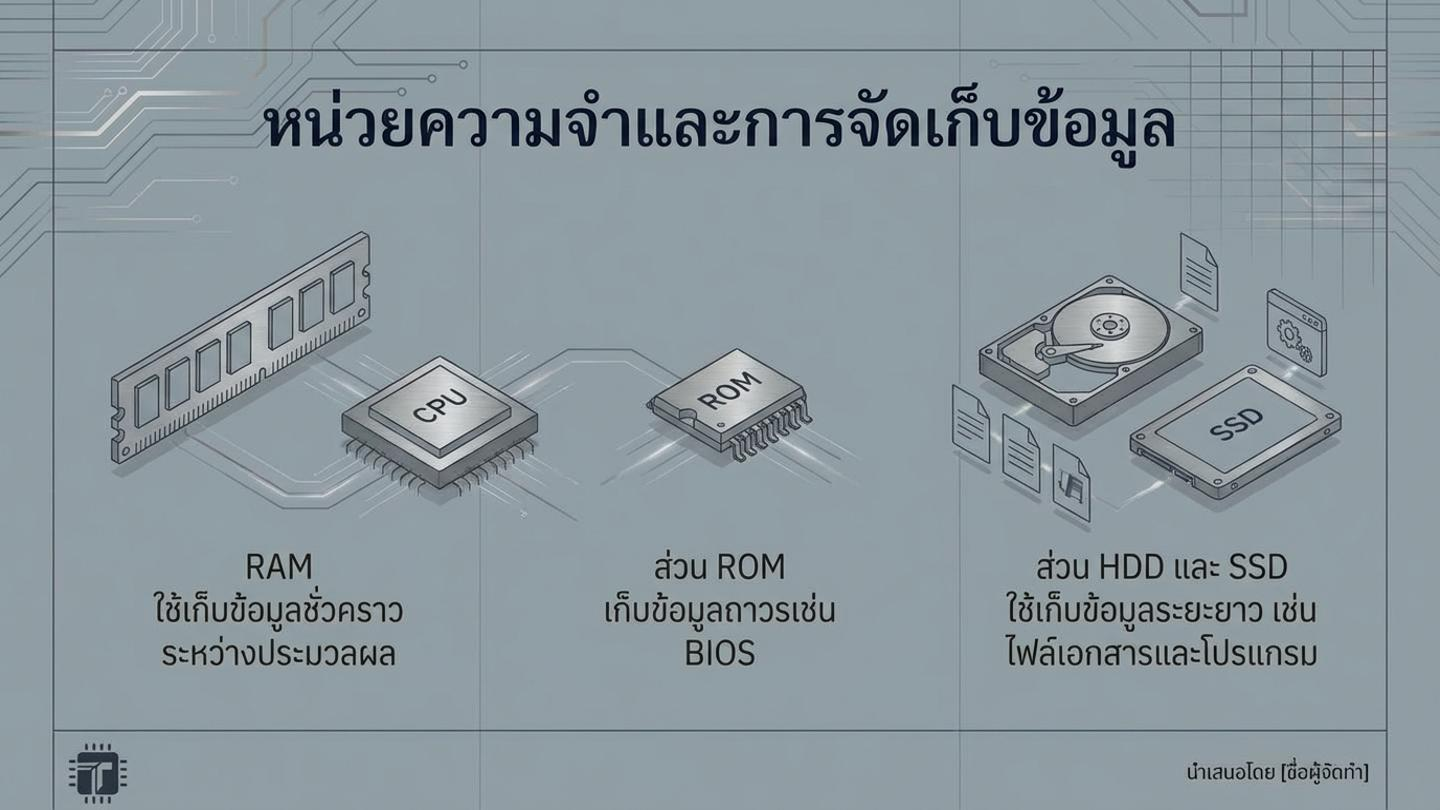 หน่วยความจำและการจัดเก็บข้อมูล
CPU
ROM
SSD
RAM
ใช้เก็บข้อมูลชั่วคราว
ระหว่างประมวลผล
ส่วน ROM
เก็บข้อมูลถาวรเช่น
BIOS
ส่วน HDD และ SSD
ใช้เก็บข้อมูลระยะยาว เช่น
ไฟล์เอกสารและโปรแกรม
นำเสนอโดย [ชื่อผู้จัดทำ]